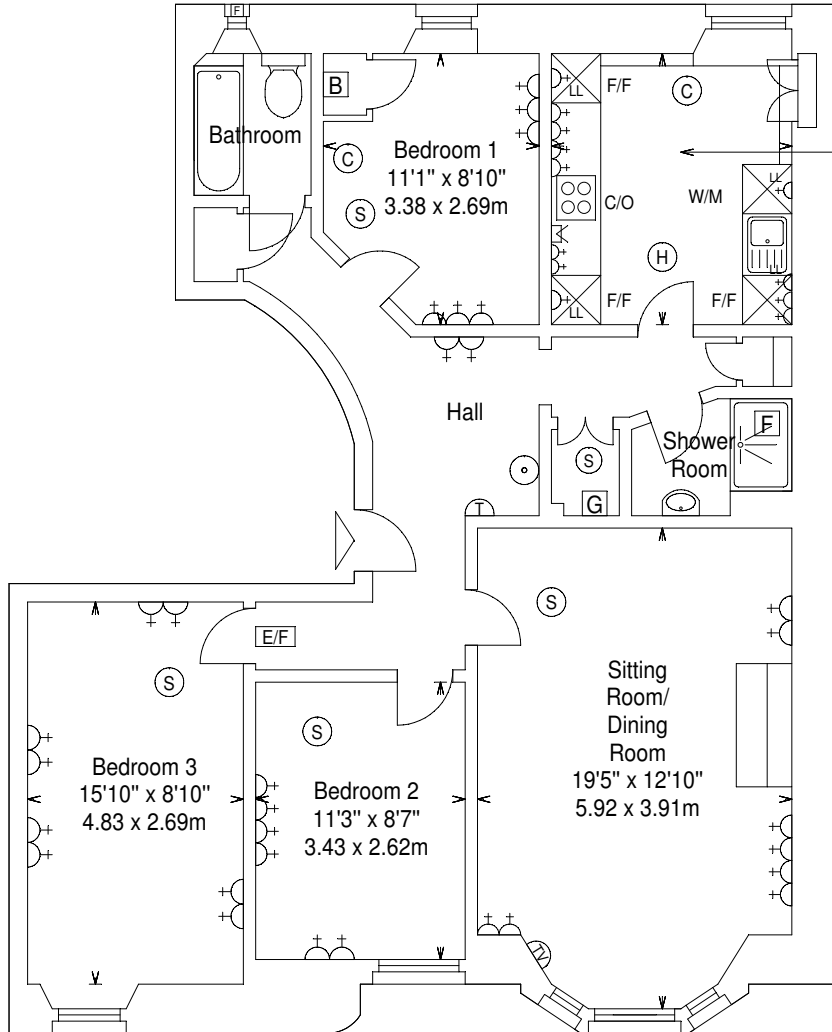 F
Bathroom
B
C
S
Bedroom 1
11'1" x 8'10"
3.38 x 2.69m
LL
F/F
C
C/O
W/M
LL
H
LL
F/F
F/F
LL
Hall
S
G
T
Shower
Room
F
E/F
S
Bedroom 3
15'10" x 8'10"
4.83 x 2.69m
S
Bedroom 2
11'3" x 8'7"
3.43 x 2.62m
S
Sitting
Room/
Dining
Room
19'5" x 12'10"
5.92 x 3.91m
TV